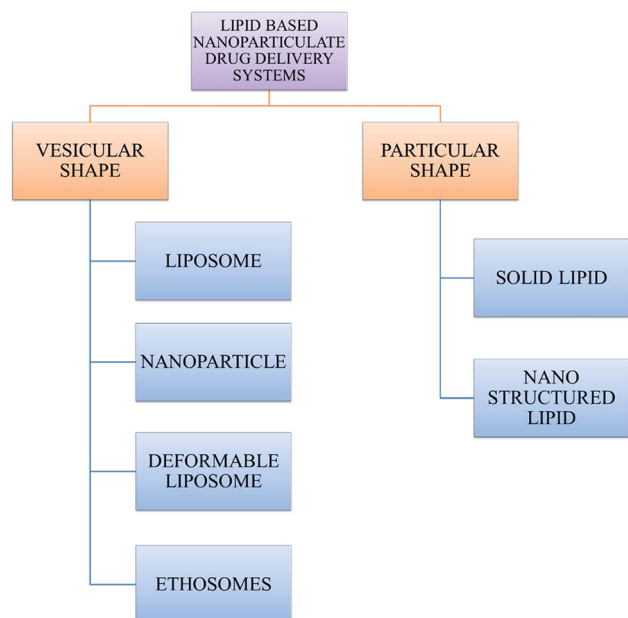 LIPID BASED
NANOPARTICULATE
DRUG DELIVERY
SYSTEMS
VESICULAR
SHAPE
LIPOSOME
NANOPARTICLE
DEFORMABLE
LIPOSOME
ETHOSOMES
PARTICULAR
SHAPE
SOLID LIPID
NANO
STRUCTURED
LIPID